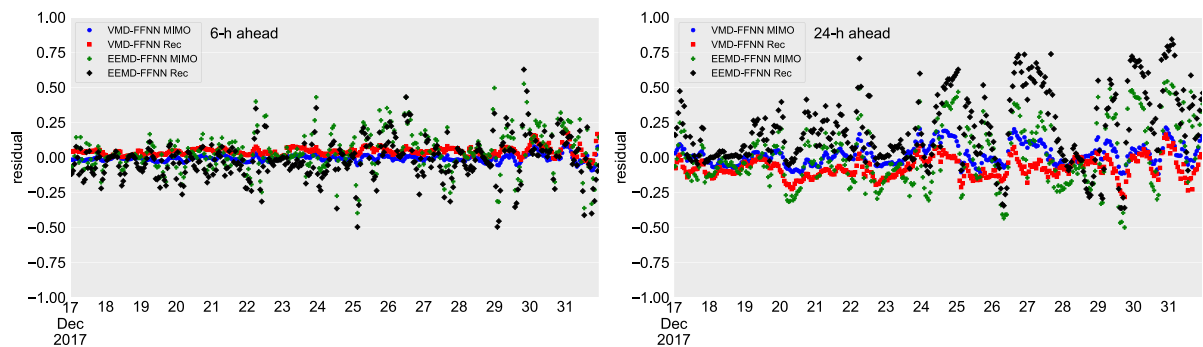 1.00
0.75
0.50
0.25
0.00
−0.25
−0.50
−0.75
−1.00
residual
VMD-FFNN MIMO
VMD-FFNN Rec
EEMD-FFNN MIMO
EEMD-FFNN Rec
6-h ahead
17 18 19 20 21 22 23 24 25 26 27 28 29 30 31
Dec
2017
1.00
0.75
0.50
0.25
0.00
−0.25
−0.50
−0.75
−1.00
residual
VMD-FFNN MIMO
VMD-FFNN Rec
EEMD-FFNN MIMO
EEMD-FFNN Rec
24-h ahead
17 18 19 20 21 22 23 24 25 26 27 28 29 30 31
Dec
2017